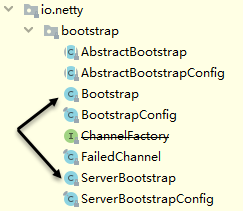 io.netty
bootstrap
AbstractBootstrap
AbstractBootstrapConfig
Bootstrap
BootstrapConfig
ChannelFactory
FailedChannel
ServerBootstrap
ServerBootstrapConfig